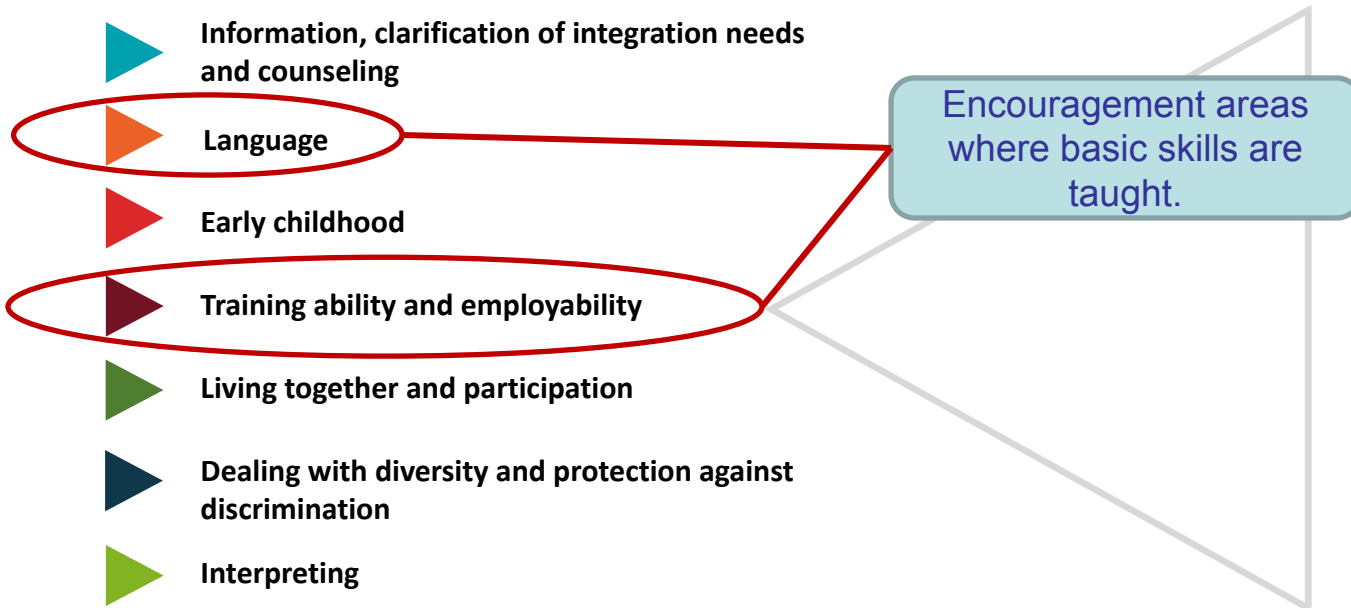 Information, clarification of integration needs
and counseling
Language
Encouragement areas
where basic skills are
taught.
Early childhood
Training ability and employability
Living together and participation
Dealing with diversity and protection against
discrimination
Interpreting